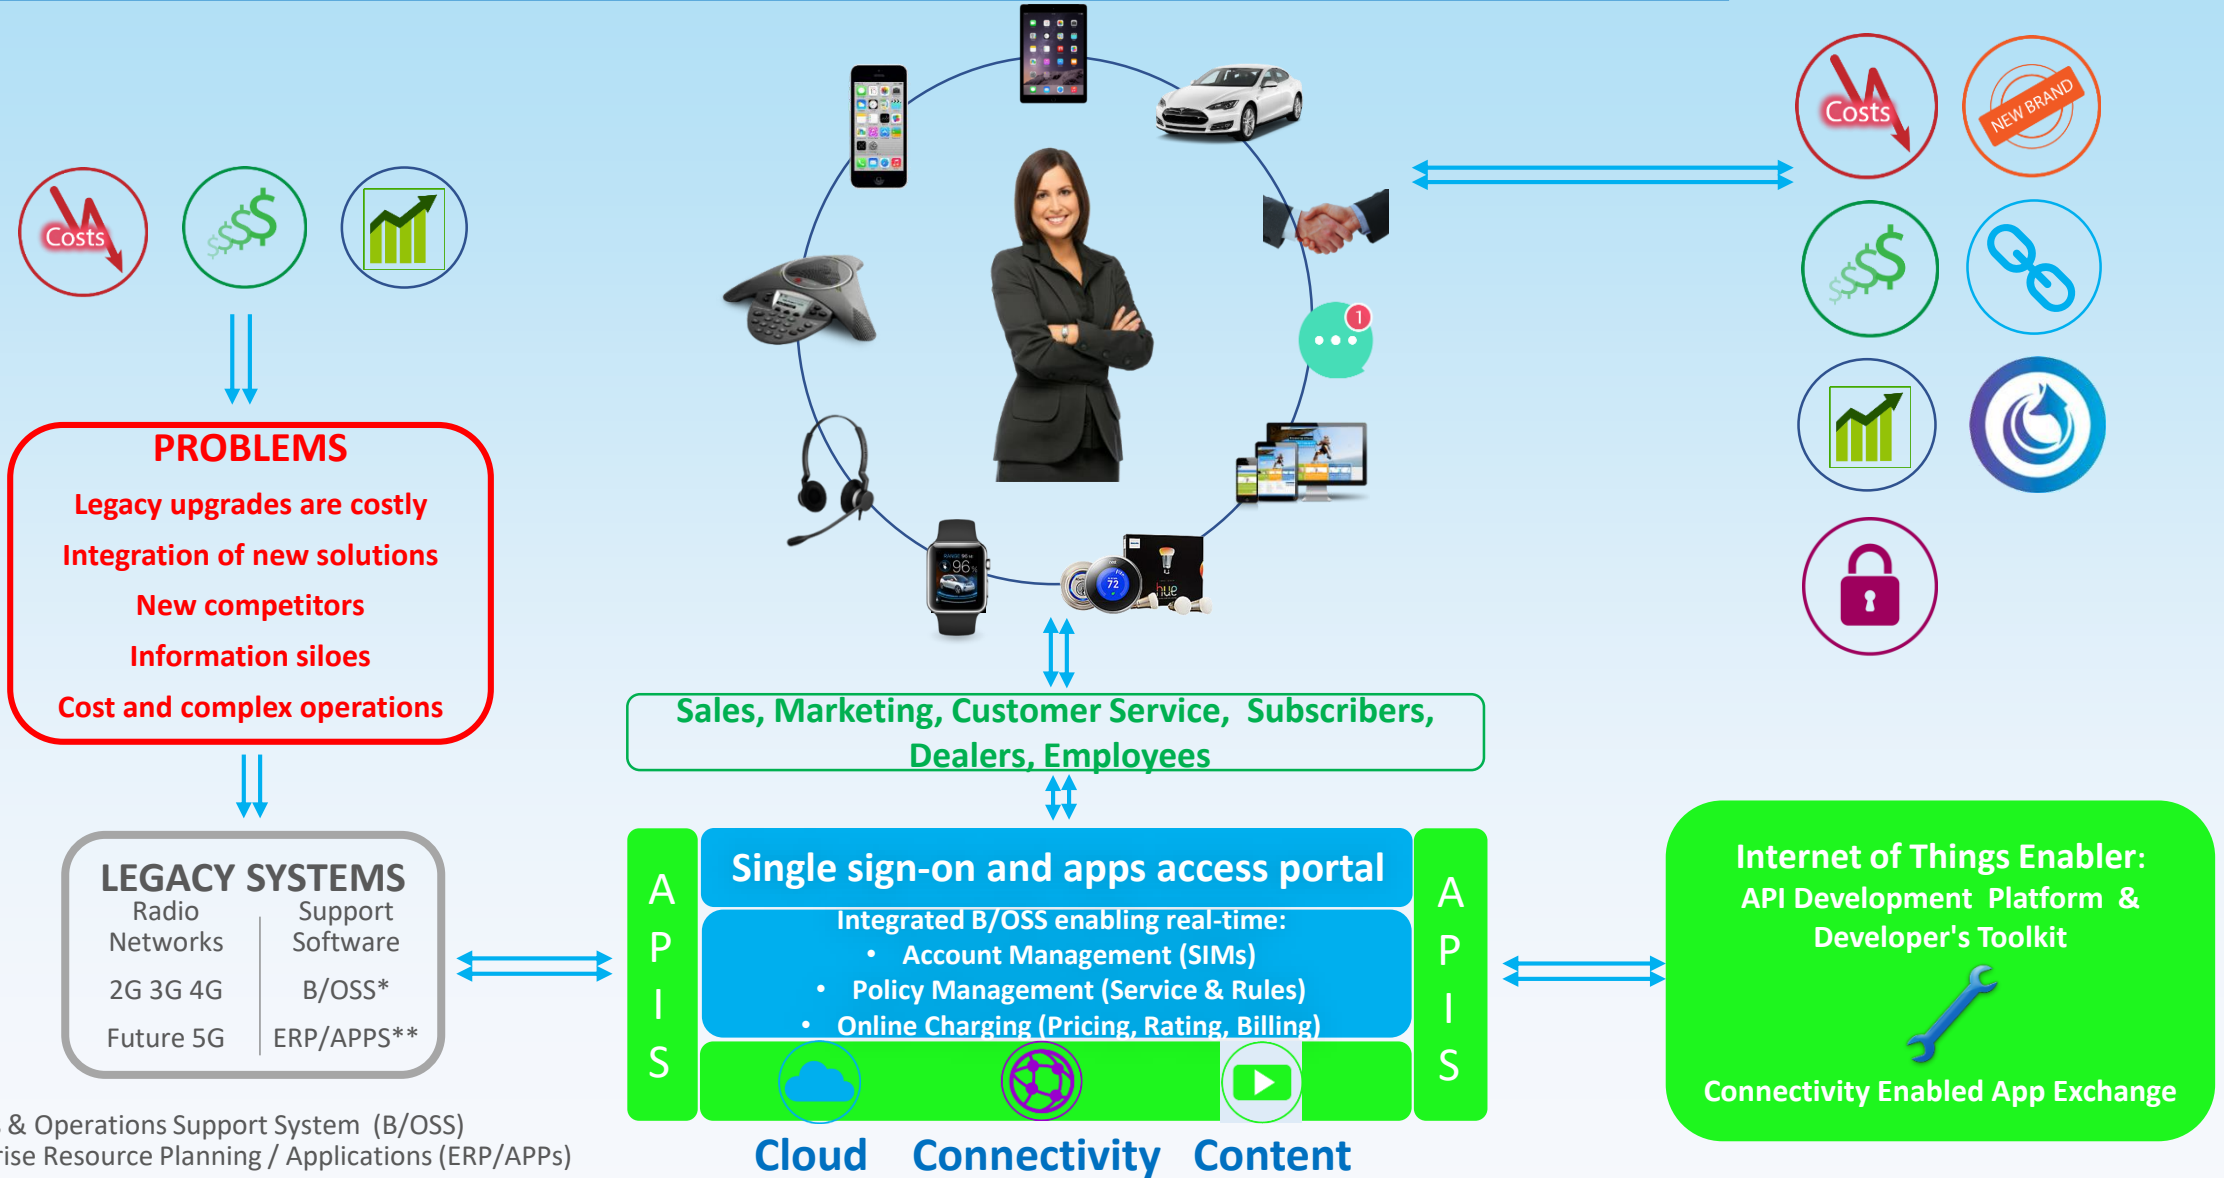 Costs
NEW BRAND
Costs
1
96%
72
hue
PROBLEMS
Legacy upgrades are costly
Integration of new solutions
New competitors
Information siloes
Cost and complex operations
Sales, Marketing, Customer Service, Subscribers,
Dealers, Employees
LEGACY SYSTEMS
Radio
Networks
2G 3G 4G
Future 5G
Support
Software
B/OSS*
ERP/APPS**
A
P
I
S
Single sign-on and apps access portal
Integrated B/OSS enabling real-time:
• Account Management (SIMs)
• Policy Management (Service & Rules)
• Online Charging (Pricing, Rating, Billing)
A
P
I
S
Cloud Connectivity Content
Internet of Things Enabler:
API Development Platform &
Developer's Toolkit
Connectivity Enabled App Exchange
& Operations Support System (B/OSS)
Resource Planning / Applications (ERP/APPs)